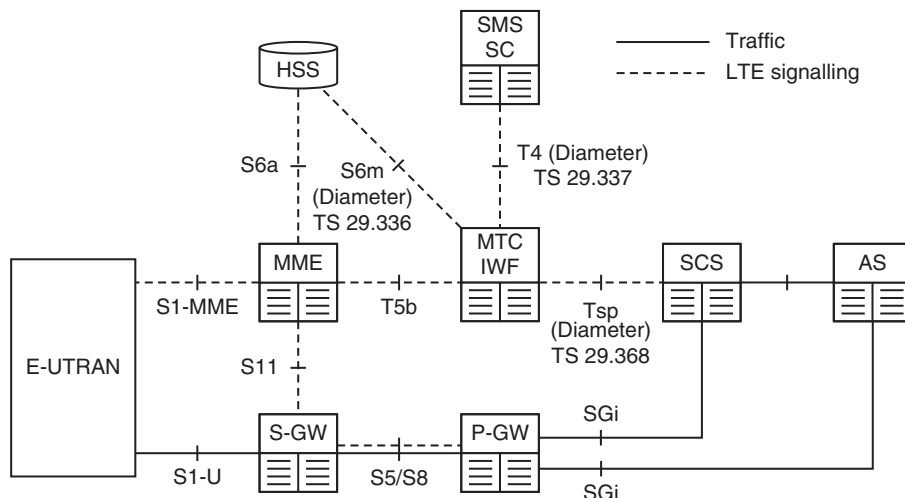 SMS
SC
Traffic
LTE signalling
HSS
S6a
S6m
(Diameter)
TS 29.336
T4 (Diameter)
TS 29.337
MME
MTC
IWF
SCS
AS
S1-MME
T5b
Tsp
(Diameter)
TS 29.368
E-UTRAN
S11
S-GW
P-GW
SGi
S1-U
S5/S8
SGi